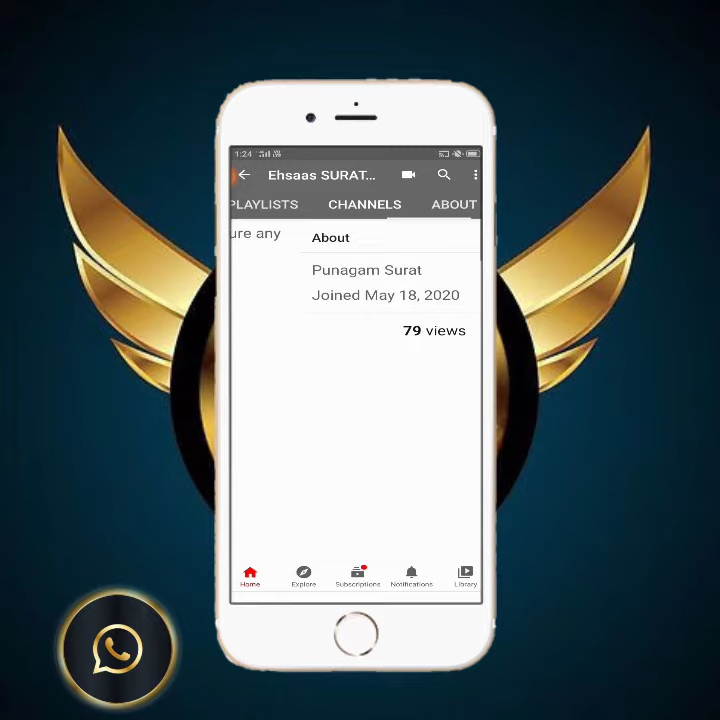 1:24
Ehsaas SURAT...
PLAYLISTS CHANNELS ABOUT
ure any
About
Punagam Surat
Joined May 18, 2020
79 views
Home Explore Subscriptions Notifications Library